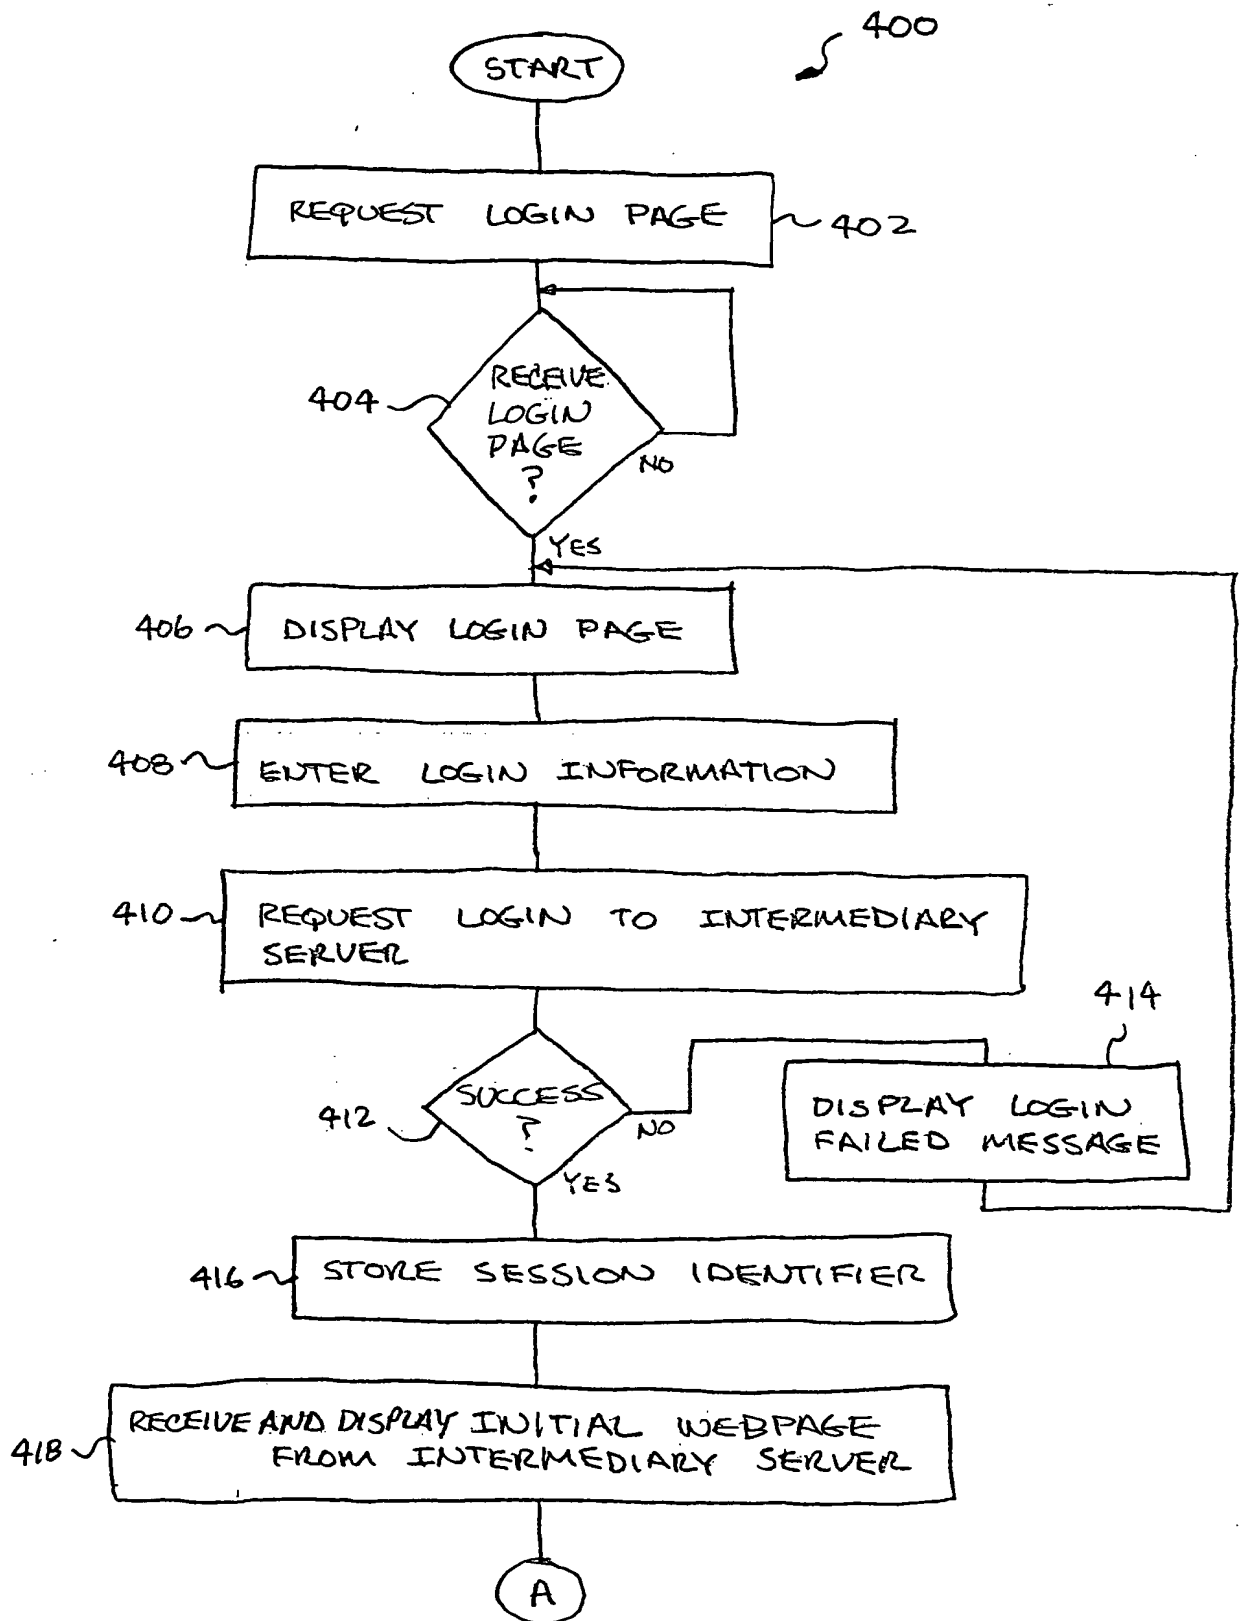 400
START
REQUEST LOGIN PAGE
402
RECEIVE
LOGIN
PAGE
?
404
NO
YES
406
DISPLAY LOGIN PAGE
408
ENTER LOGIN INFORMATION
410
REQUEST LOGIN TO INTERMEDIARY
SERVER
414
SUCCESS
?
412
NO
DISPLAY LOGIN
FAILED MESSAGE
YES
416
STORE SESSION IDENTIFIER
RECEIVE AND DISPLAY INITIAL WEBPAGE
FROM INTERMEDIARY SERVER
418
A